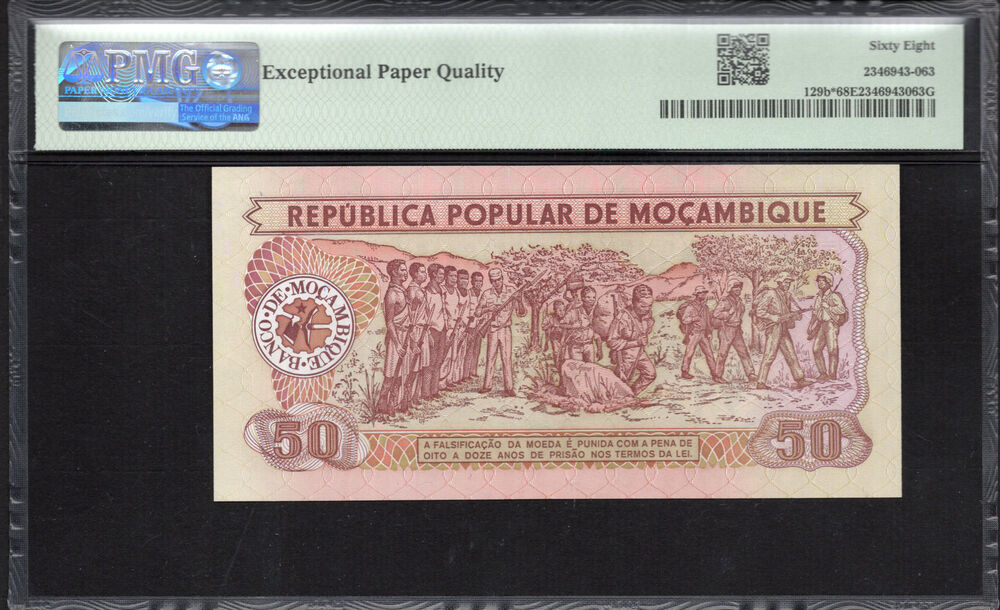 PMG
PAPER
The Official Grading
Service of the ANG
Exceptional Paper Quality
Sixty Eight
2346943-063
129b*68E2346943063G
REPÚBLICA POPULAR DE MOÇAMBIQUE
BANCO·DE·MOÇAMBIQUE
50
A FALSIFICAÇÃO DA MOEDA É PUNIDA COM A PENA DE
OITO A DOZE ANOS DE PRISÃO NOS TERMOS DA LEI.
50